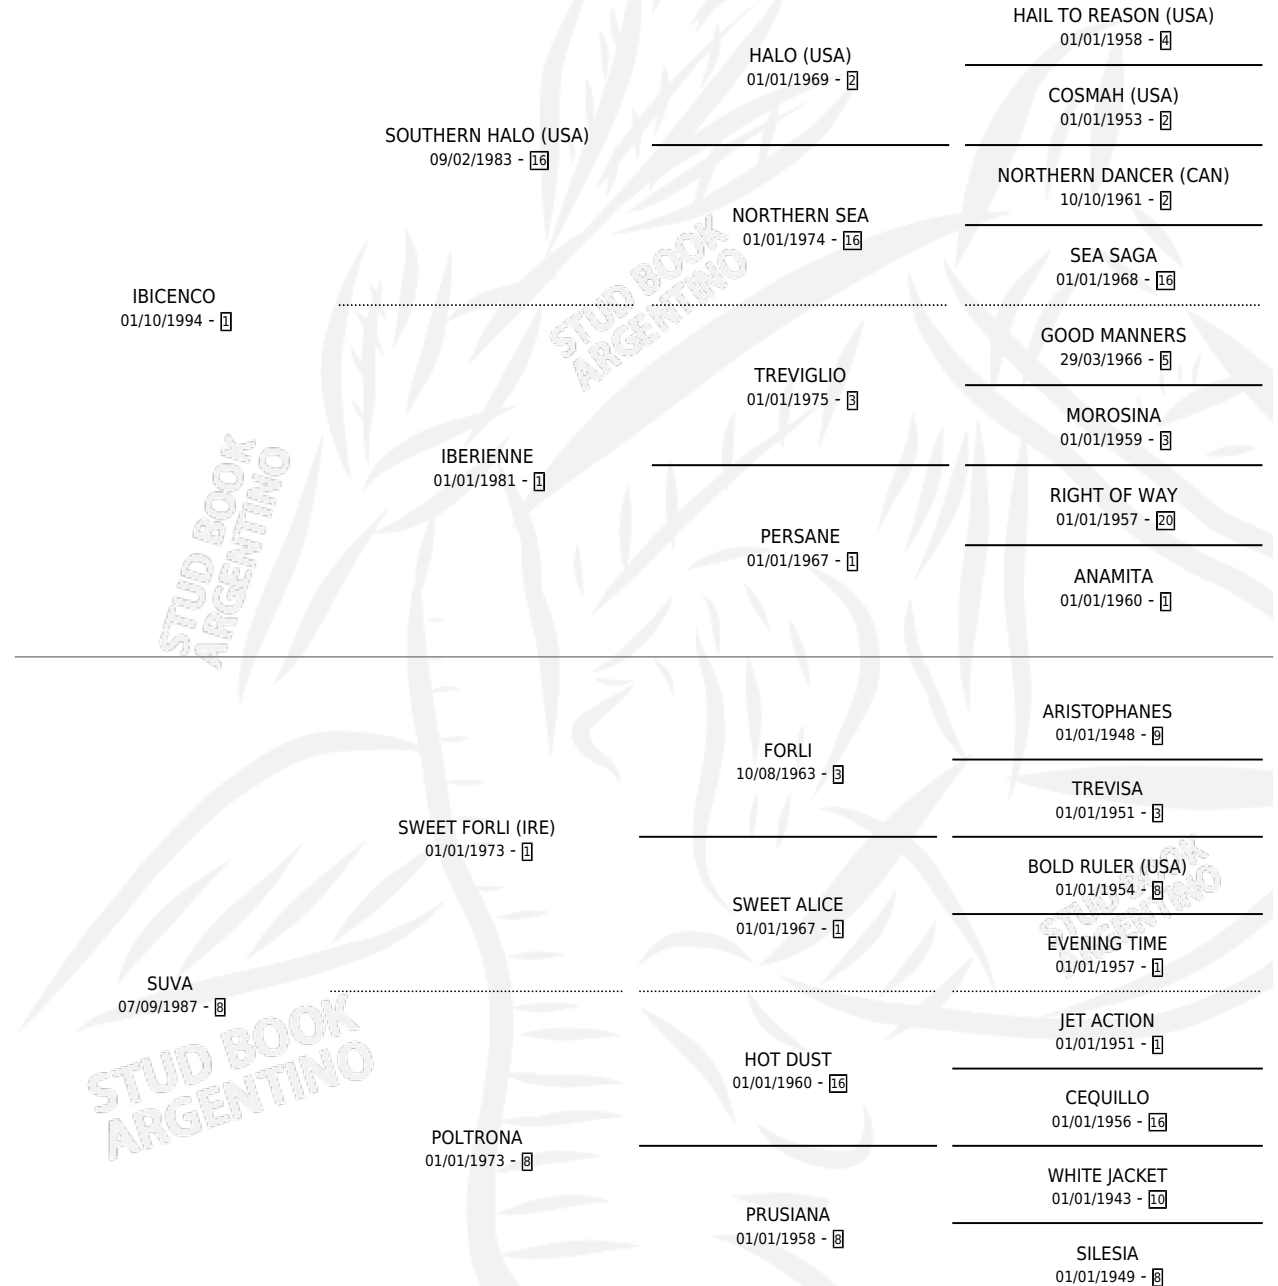 HAIL TO REASON (USA)
01/01/1958 - 4
HALO (USA)
01/01/1969 - 2
COSMAH (USA)
01/01/1953 - 2
SOUTHERN HALO (USA)
09/02/1983 - 16
NORTHERN DANCER (CAN)
10/10/1961 - 2
NORTHERN SEA
01/01/1974 - 16
SEA SAGA
01/01/1968 - 16
IBICENCO
01/10/1994 - 1
STUD BOOK
ARGENTINO
GOOD MANNERS
29/03/1966 - 5
TREVIGLIO
01/01/1975 - 3
MOROSINA
01/01/1959 - 3
IBERIENNE
01/01/1981 - 1
RIGHT OF WAY
01/01/1957 - 20
PERSANE
01/01/1967 - 1
ANAMITA
01/01/1960 - 1
STUD BOOK
ARGENTINO
ARISTOPHANES
01/01/1948 - 9
FORLI
10/08/1963 - 3
TREVISA
01/01/1951 - 3
SWEET FORLI (IRE)
01/01/1973 - 1
BOLD RULER (USA)
01/01/1954 - 8
SWEET ALICE
01/01/1967 - 1
STUD BOOK
ARGENTINO
EVENING TIME
01/01/1957 - 1
SUVA
07/09/1987 - 8
JET ACTION
01/01/1951 - 1
HOT DUST
01/01/1960 - 16
STUD BOOK
ARGENTINO
CEQUILLO
01/01/1956 - 16
POLTRONA
01/01/1973 - 8
WHITE JACKET
01/01/1943 - 10
PRUSIANA
01/01/1958 - 8
SILESIA
01/01/1949 - 8